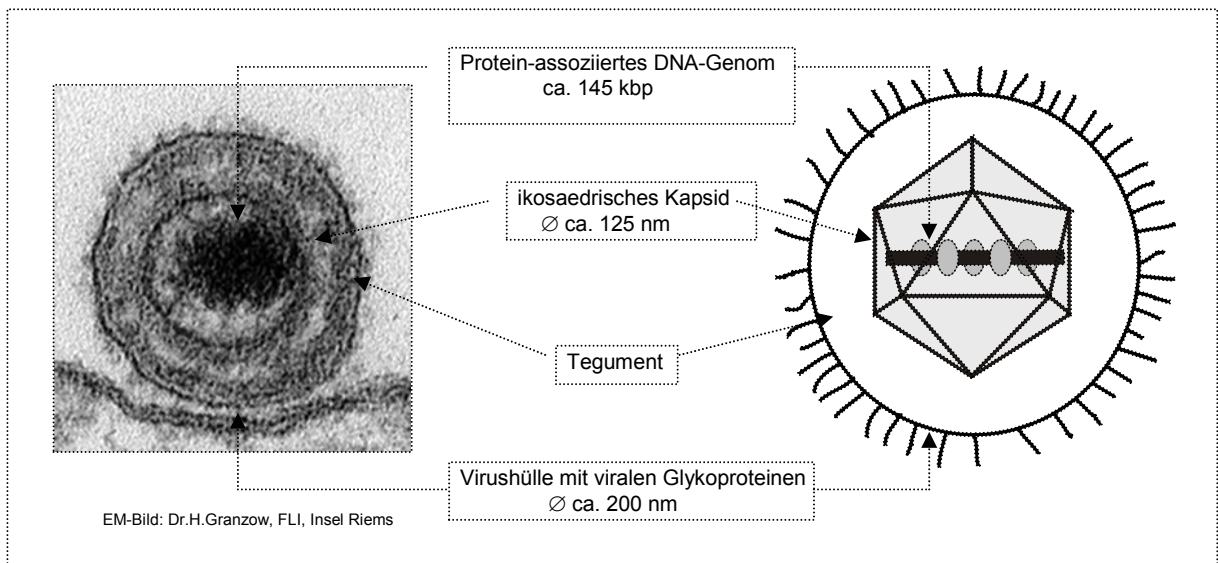 Protein-assoziiertes DNA-Genom
ca. 145 kbp
ikosaedrisches Kapsid
∅ ca. 125 nm
Tegument
Virushülle mit viralen Glykoproteinen
∅ ca. 200 nm
EM-Bild: Dr.H.Granzow, FLI, Insel Riems